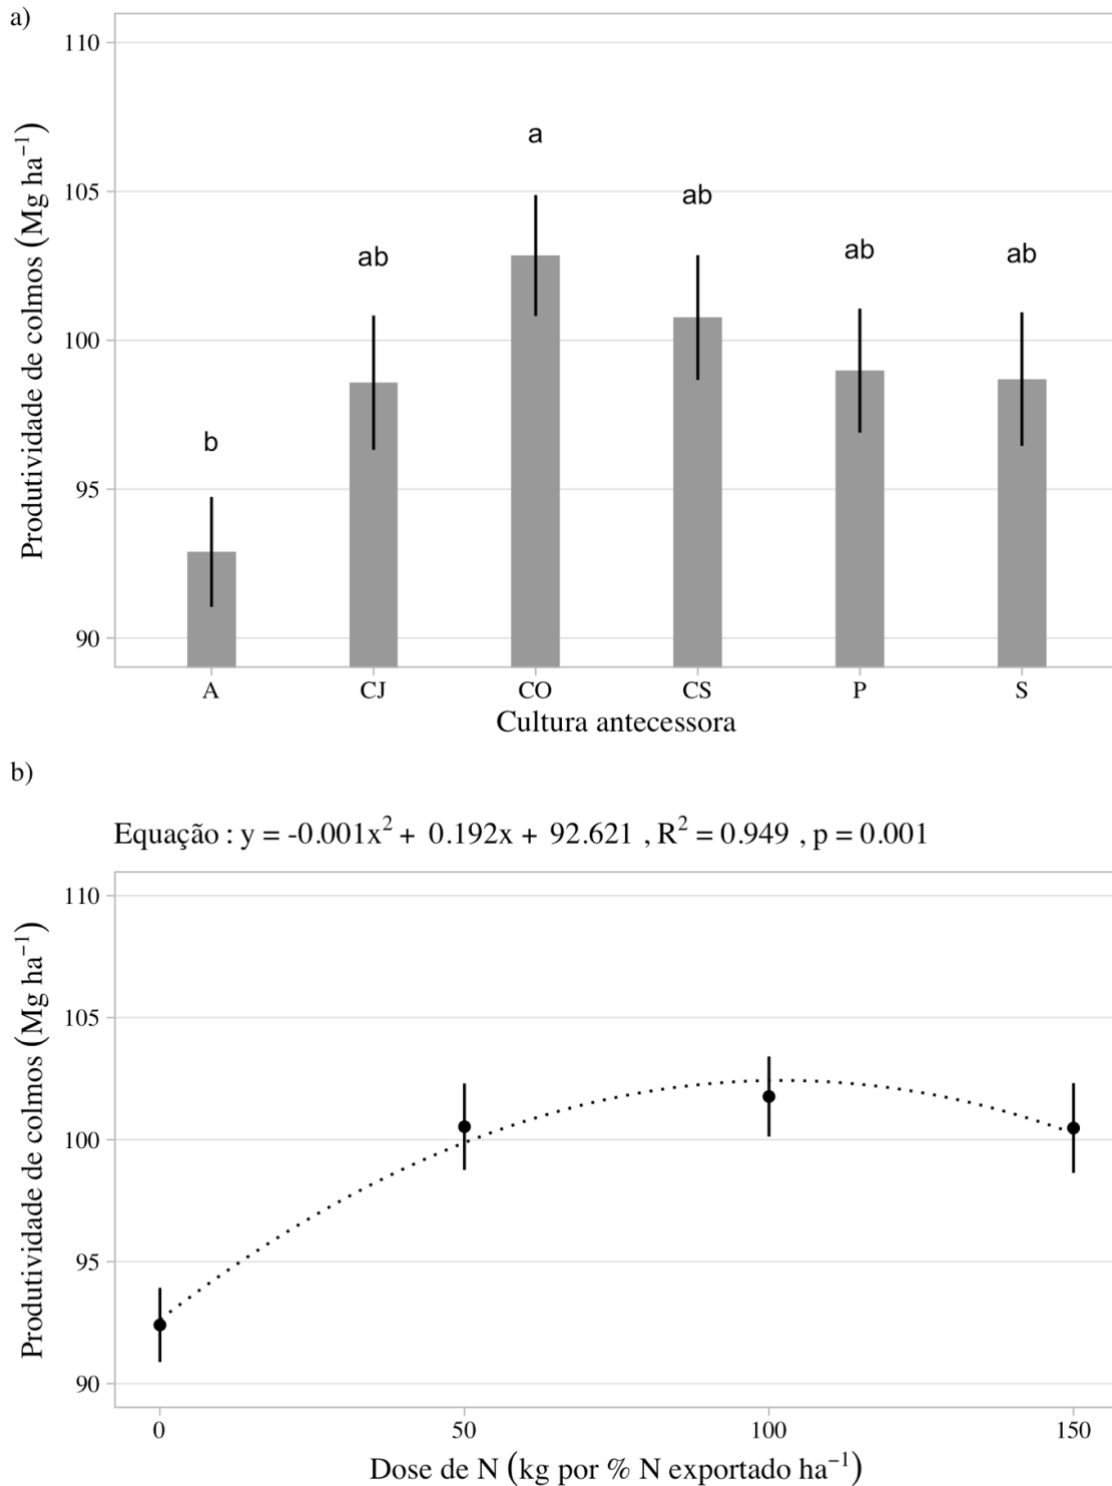 a)
Produtividade de colmos (Mg ha⁻¹)
110
105
100
95
90
b
ab
a
ab
ab
ab
A CJ CO CS P S
Cultura antecessora
b)
Equação : y = -0.001x² + 0.192x + 92.621 , R² = 0.949 , p = 0.001
Produtividade de colmos (Mg ha⁻¹)
110
105
100
95
90
0 50 100 150
Dose de N (kg por % N exportado ha⁻¹)